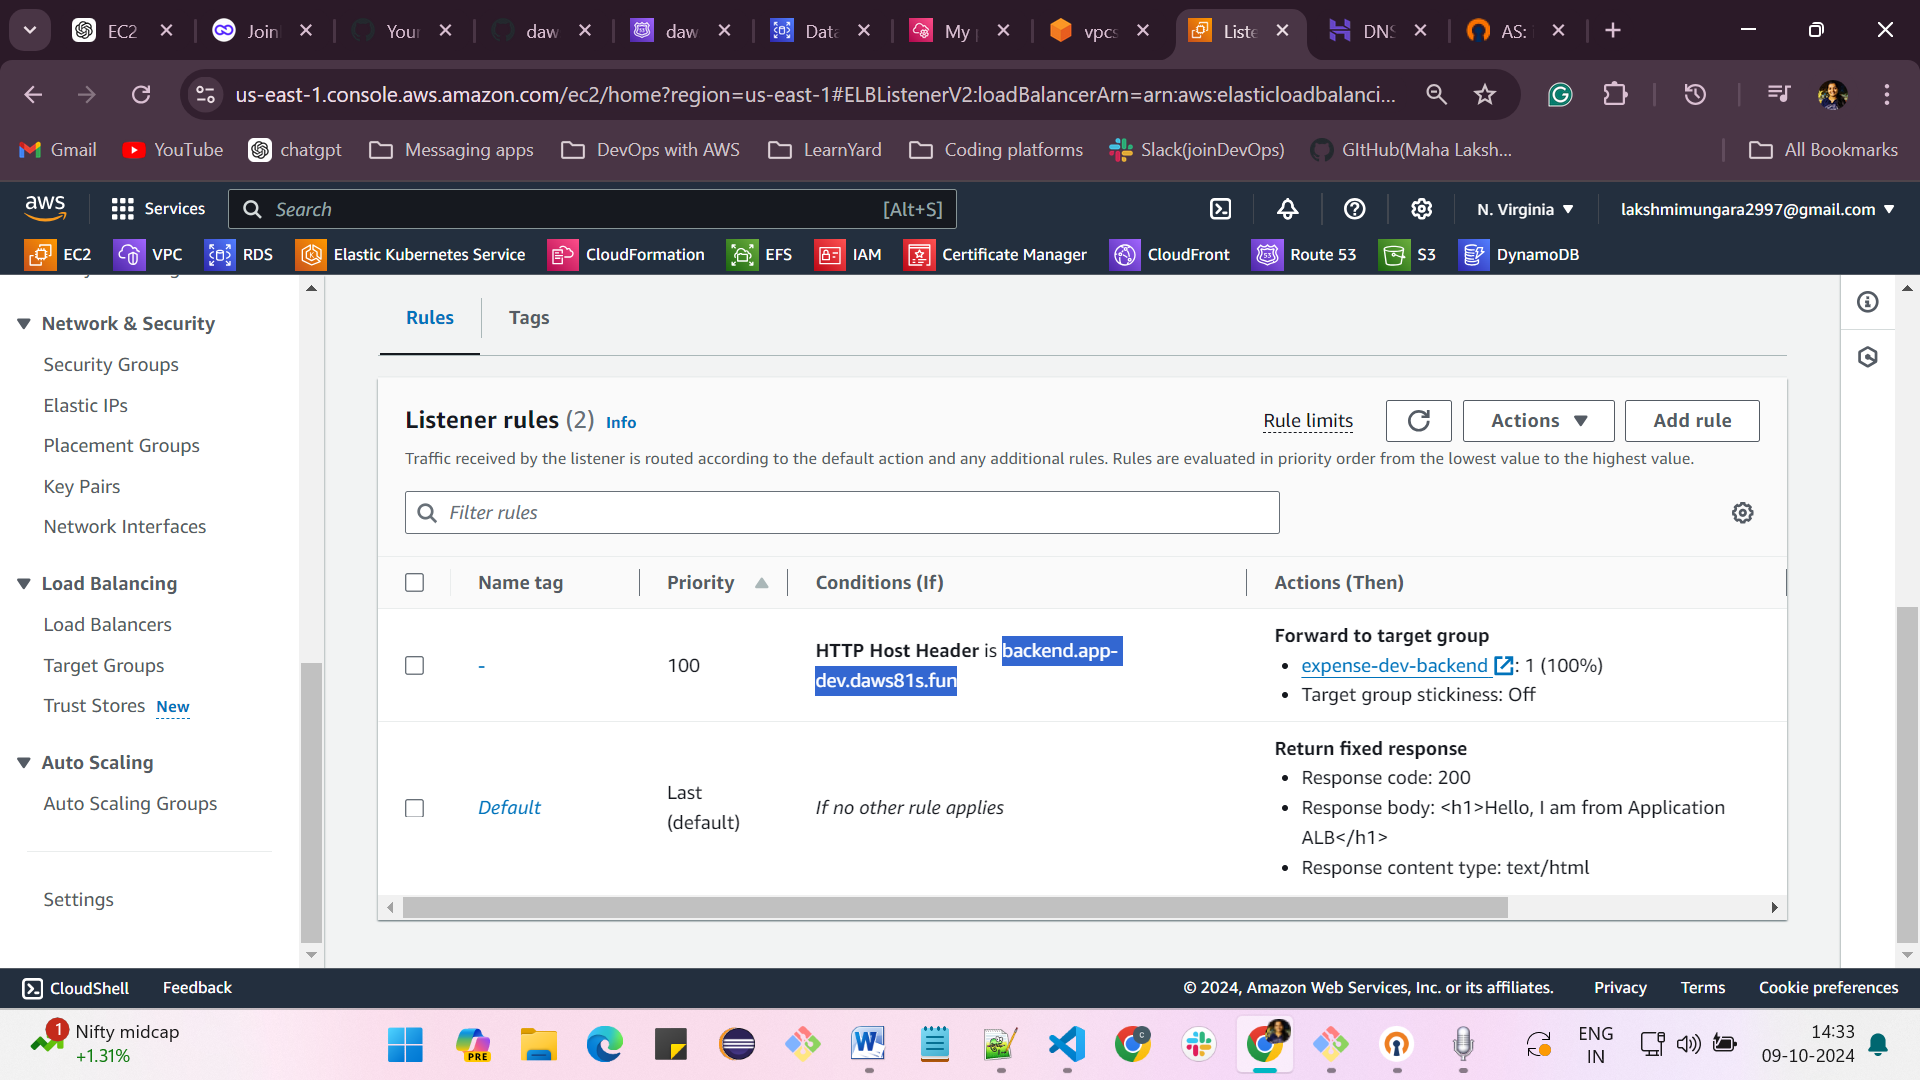 EC2
Join
Your
daw
daw
Data
My
vpcs
Liste
DNS
AS:
us-east-1.console.aws.amazon.com/ec2/home?region=us-east-1#ELBListenerV2:loadBalancerArn=arn:aws:elasticloadbalanci...
Gmail
YouTube
chatgpt
Messaging apps
DevOps with AWS
LearnYard
Coding platforms
Slack(joinDevOps)
GItHub(Maha Laksh...
All Bookmarks
aws
Services
Search
[Alt+S]
N. Virginia
lakshmimungara2997@gmail.com
EC2
VPC
RDS
Elastic Kubernetes Service
CloudFormation
EFS
IAM
Certificate Manager
CloudFront
Route 53
S3
DynamoDB
Network & Security
Security Groups
Elastic IPs
Placement Groups
Key Pairs
Network Interfaces
Load Balancing
Load Balancers
Target Groups
Trust Stores New
Auto Scaling
Auto Scaling Groups
Settings
Rules
Tags
Listener rules (2) Info
Rule limits
Actions
Add rule
Traffic received by the listener is routed according to the default action and any additional rules. Rules are evaluated in priority order from the lowest value to the highest value.
Filter rules
Name tag
Priority
Conditions (If)
Actions (Then)
-
100
HTTP Host Header is backend.app-
dev.daws81s.fun
Forward to target group
• expense-dev-backend : 1 (100%)
• Target group stickiness: Off
Default
Last
(default)
If no other rule applies
Return fixed response
• Response code: 200
• Response body: <h1>Hello, I am from Application
ALB</h1>
• Response content type: text/html
CloudShell
Feedback
© 2024, Amazon Web Services, Inc. or its affiliates.
Privacy
Terms
Cookie preferences
1
Nifty midcap
+1.31%
PRE
ENG
IN
14:33
09-10-2024